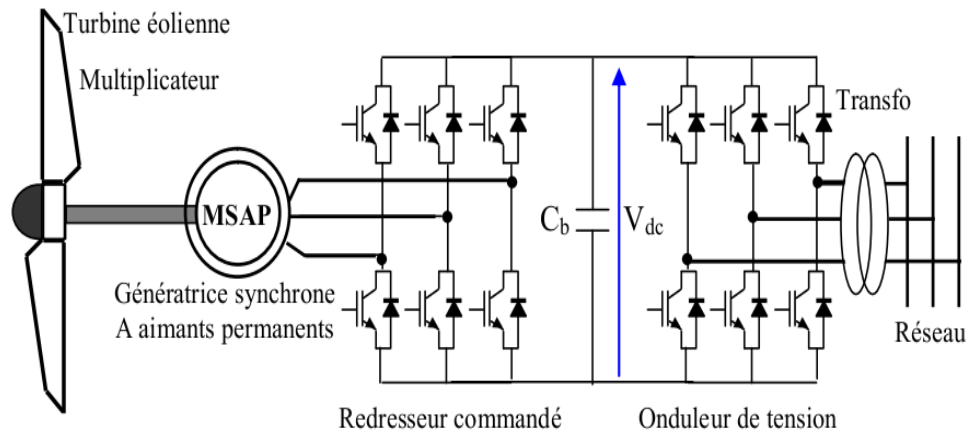 Turbine éolienne
Multiplicateur
Transfo
MSAP
C_b
V_dc
Génératrice synchrone
A aimants permanents
Réseau
Redresseur commandé
Onduleur de tension